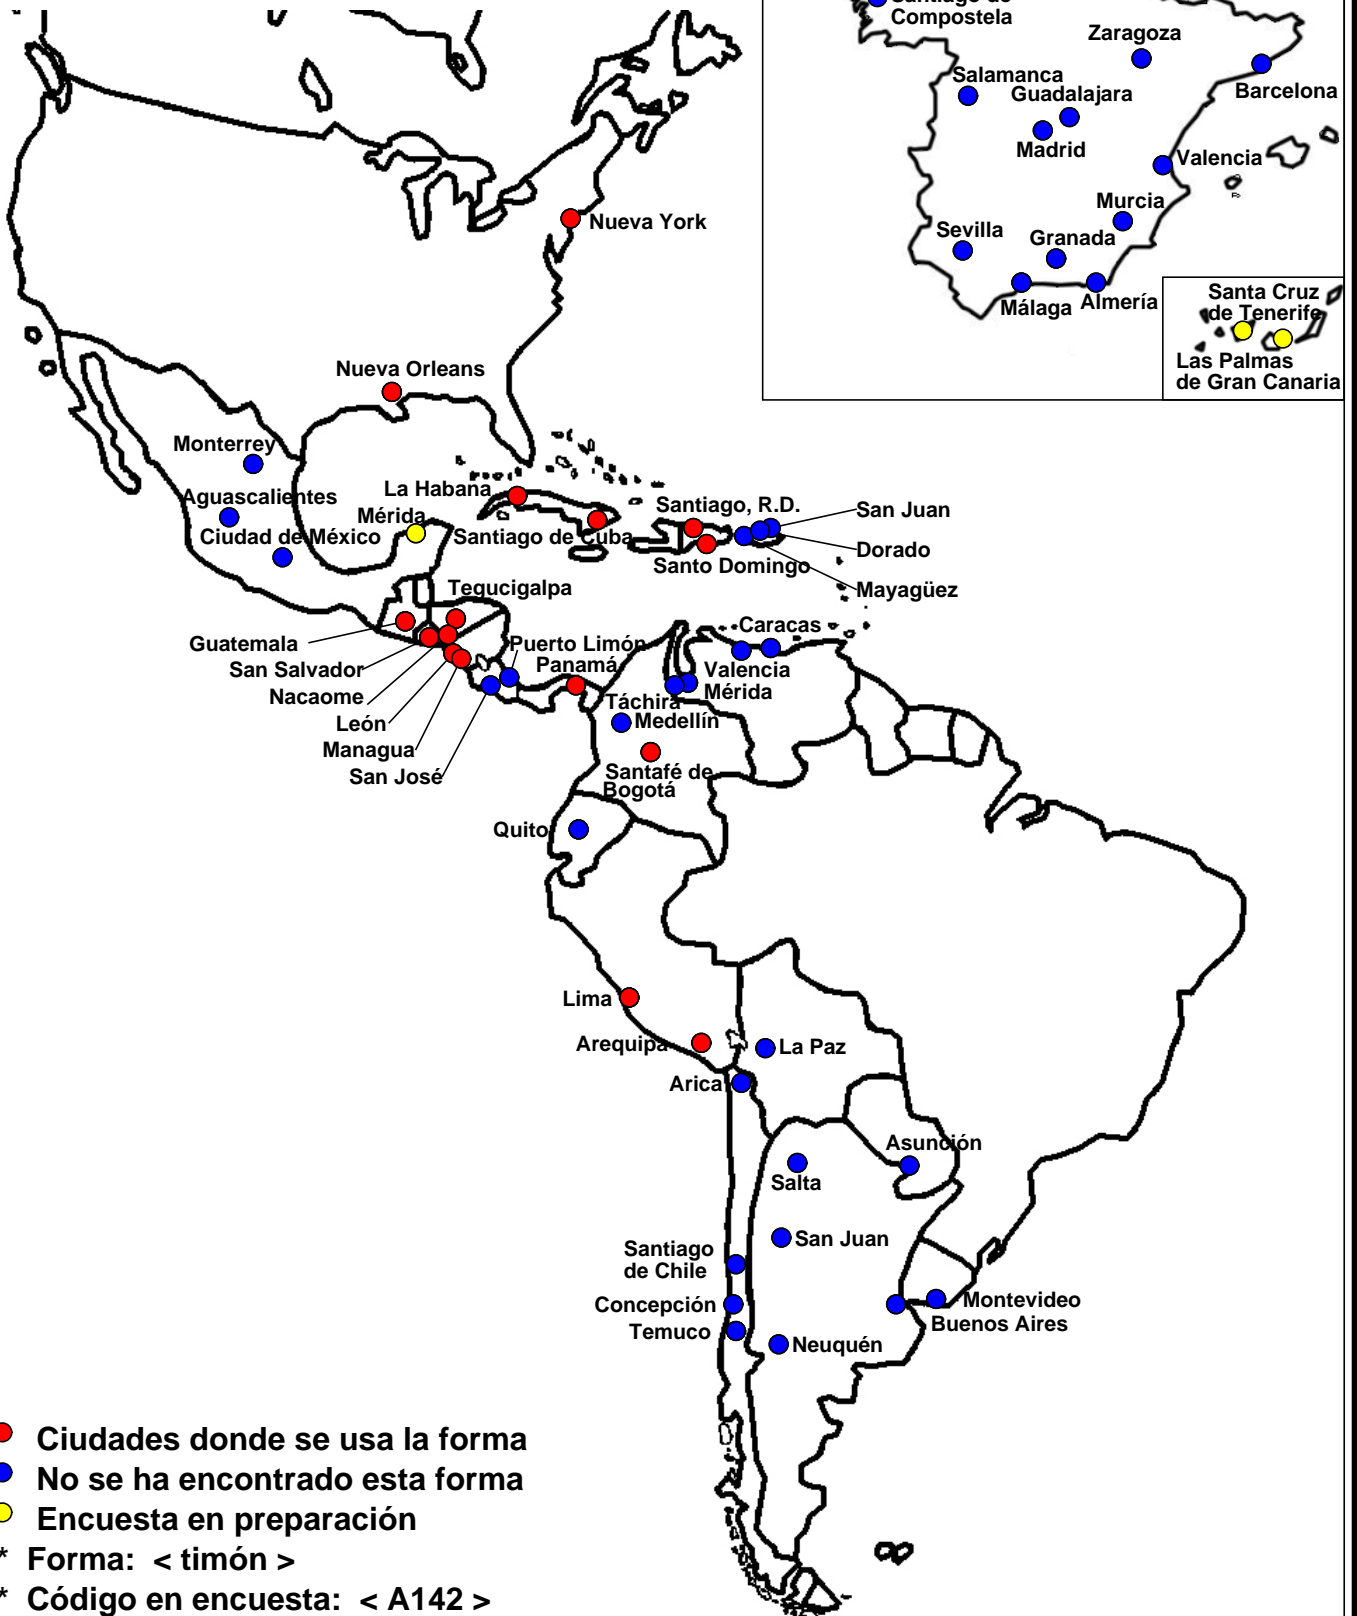 Santiago de
Compostela
Zaragoza
Salamanca
Guadalajara
Barcelona
Madrid
Valencia
Murcia
Nueva York
Sevilla
Granada
Santa Cruz
de Tenerife
Málaga
Almería
Las Palmas
de Gran Canaria
Nueva Orleans
Monterrey
La Habana
Aguascalientes
Santiago, R.D.
San Juan
Mérida
Ciudad de México
Santiago de Cuba
Dorado
Santo Domingo
Tegucigalpa
Mayagüez
Caracas
Guatemala
Puerto Limón
San Salvador
Panamá
Valencia
Nacaome
Mérida
Táchira
León
Medellín
Managua
San José
Santafé de
Bogotá
Quito
Lima
Arequipa
La Paz
Arica
Asunción
Salta
San Juan
Santiago
de Chile
Concepción
Montevideo
Buenos Aires
Temuco
Neuquén
Ciudades donde se usa la forma
No se ha encontrado esta forma
Encuesta en preparación
* Forma: < timón >
* Código en encuesta: < A142 >